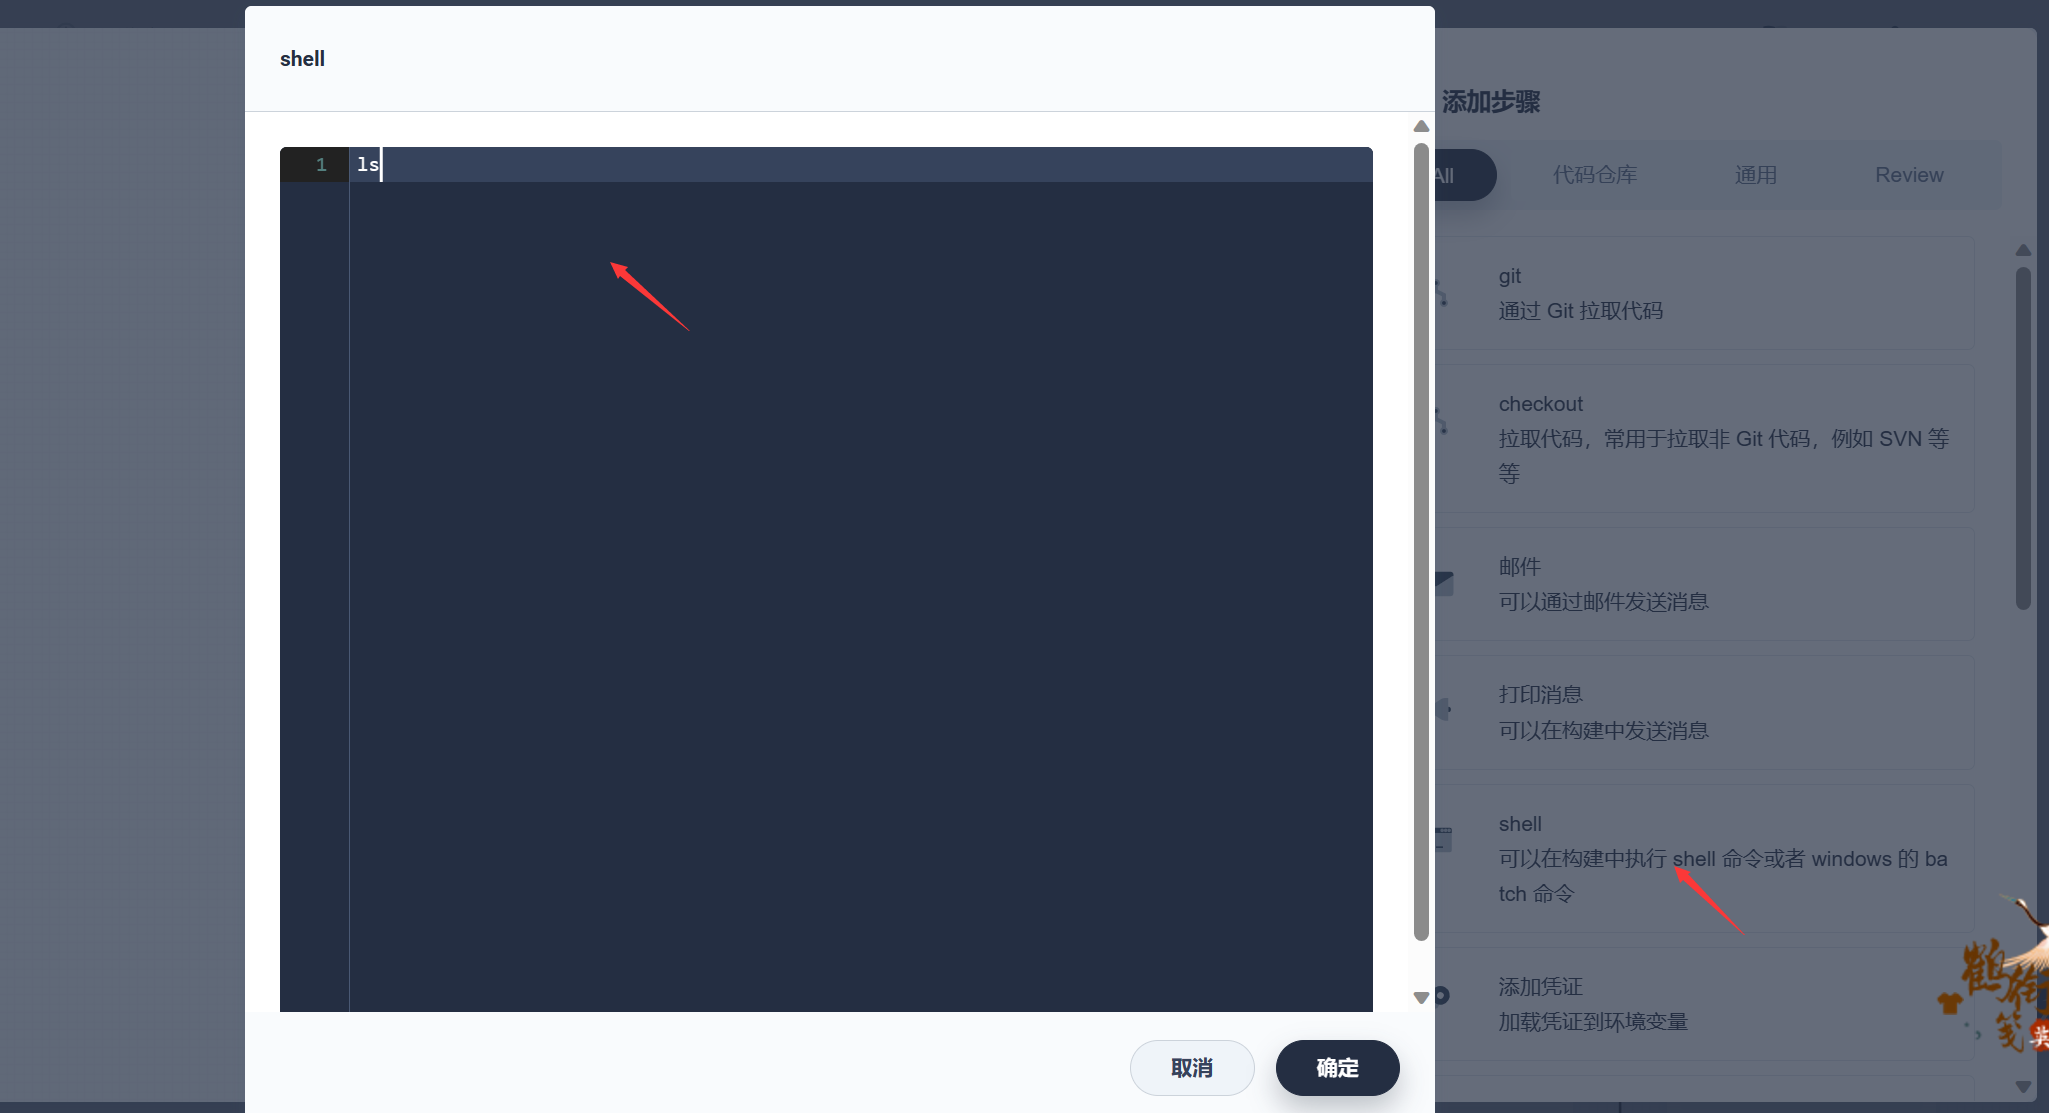 shell
1 ls
取消
确定
添加步骤
All
代码仓库
通用
Review
git
通过 Git 拉取代码
checkout
拉取代码，常用于拉取非 Git 代码，例如 SVN 等
等
邮件
可以通过邮件发送消息
打印消息
可以在构建中发送消息
shell
可以在构建中执行 shell 命令或者 windows 的 ba
tch 命令
添加凭证
加载凭证到环境变量
鹤
笺